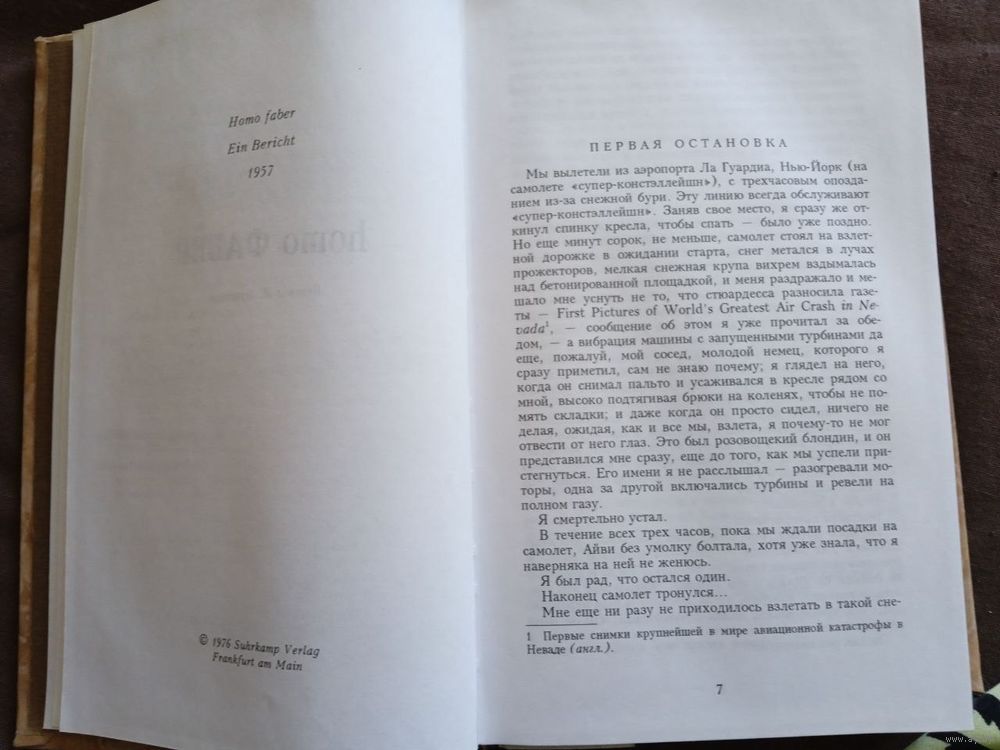 Homo faber
Ein Bericht
1957
© 1976 Suhrkamp Verlag
Frankfurt am Main
ПЕРВАЯ ОСТАНОВКА
Мы вылетели из аэропорта Ла Гуардиа, Нью-Йорк (на
самолете «супер-констэллейшн»), с трехчасовым опозда-
нием из-за снежной бури. Эту линию всегда обслуживают
«супер-констэллейшн». Заняв свое место, я сразу же от-
кинул спинку кресла, чтобы спать — было уже поздно.
Но еще минут сорок, не меньше, самолет стоял на взлет-
ной дорожке в ожидании старта, снег метался в лучах
прожекторов, мелкая снежная крупа вихрем вздымалась
над бетонированной площадкой, и меня раздражало и ме-
шало мне уснуть не то, что стюардесса разносила газе-
ты — First Pictures of World's Greatest Air Crash in Ne-
vada¹, — сообщение об этом я уже прочитал за обе-
дом, — а вибрация машины с запущенными турбинами да
еще, пожалуй, мой сосед, молодой немец, которого я
сразу приметил, сам не знаю почему; я глядел на него,
когда он снимал пальто и усаживался в кресле рядом со
мной, высоко подтягивая брюки на коленях, чтобы не по-
мять складки; и даже когда он просто сидел, ничего не
делая, ожидая, как и все мы, взлета, я почему-то не мог
отвести от него глаз. Это был розовощекий блондин, и он
представился мне сразу, еще до того, как мы успели при-
стегнуться. Его имени я не расслышал — разогревали мо-
торы, одна за другой включались турбины и ревели на
полном газу.
Я смертельно устал.
В течение всех трех часов, пока мы ждали посадки на
самолет, Айви без умолку болтала, хотя уже знала, что я
наверняка на ней не женюсь.
Я был рад, что остался один.
Наконец самолет тронулся...
Мне еще ни разу не приходилось взлетать в такой сне-
1 Первые снимки крупнейшей в мире авиационной катастрофы в
Неваде (англ.).
7